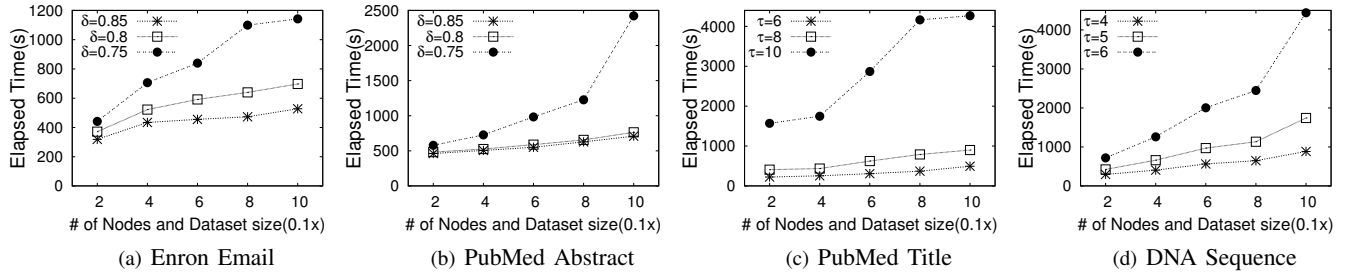 Elapsed Time(s)
1200
1000
800
600
400
200
0
δ=0.85
δ=0.8
δ=0.75
2 4 6 8 10
# of Nodes and Dataset size(0.1x)
(a) Enron Email
Elapsed Time(s)
2500
2000
1500
1000
500
0
δ=0.85
δ=0.8
δ=0.75
2 4 6 8 10
# of Nodes and Dataset size(0.1x)
(b) PubMed Abstract
Elapsed Time(s)
4000
3000
2000
1000
0
τ=6
τ=8
τ=10
2 4 6 8 10
# of Nodes and Dataset size(0.1x)
(c) PubMed Title
Elapsed Time(s)
4000
3000
2000
1000
0
τ=4
τ=5
τ=6
2 4 6 8 10
# of Nodes and Dataset size(0.1x)
(d) DNA Sequence